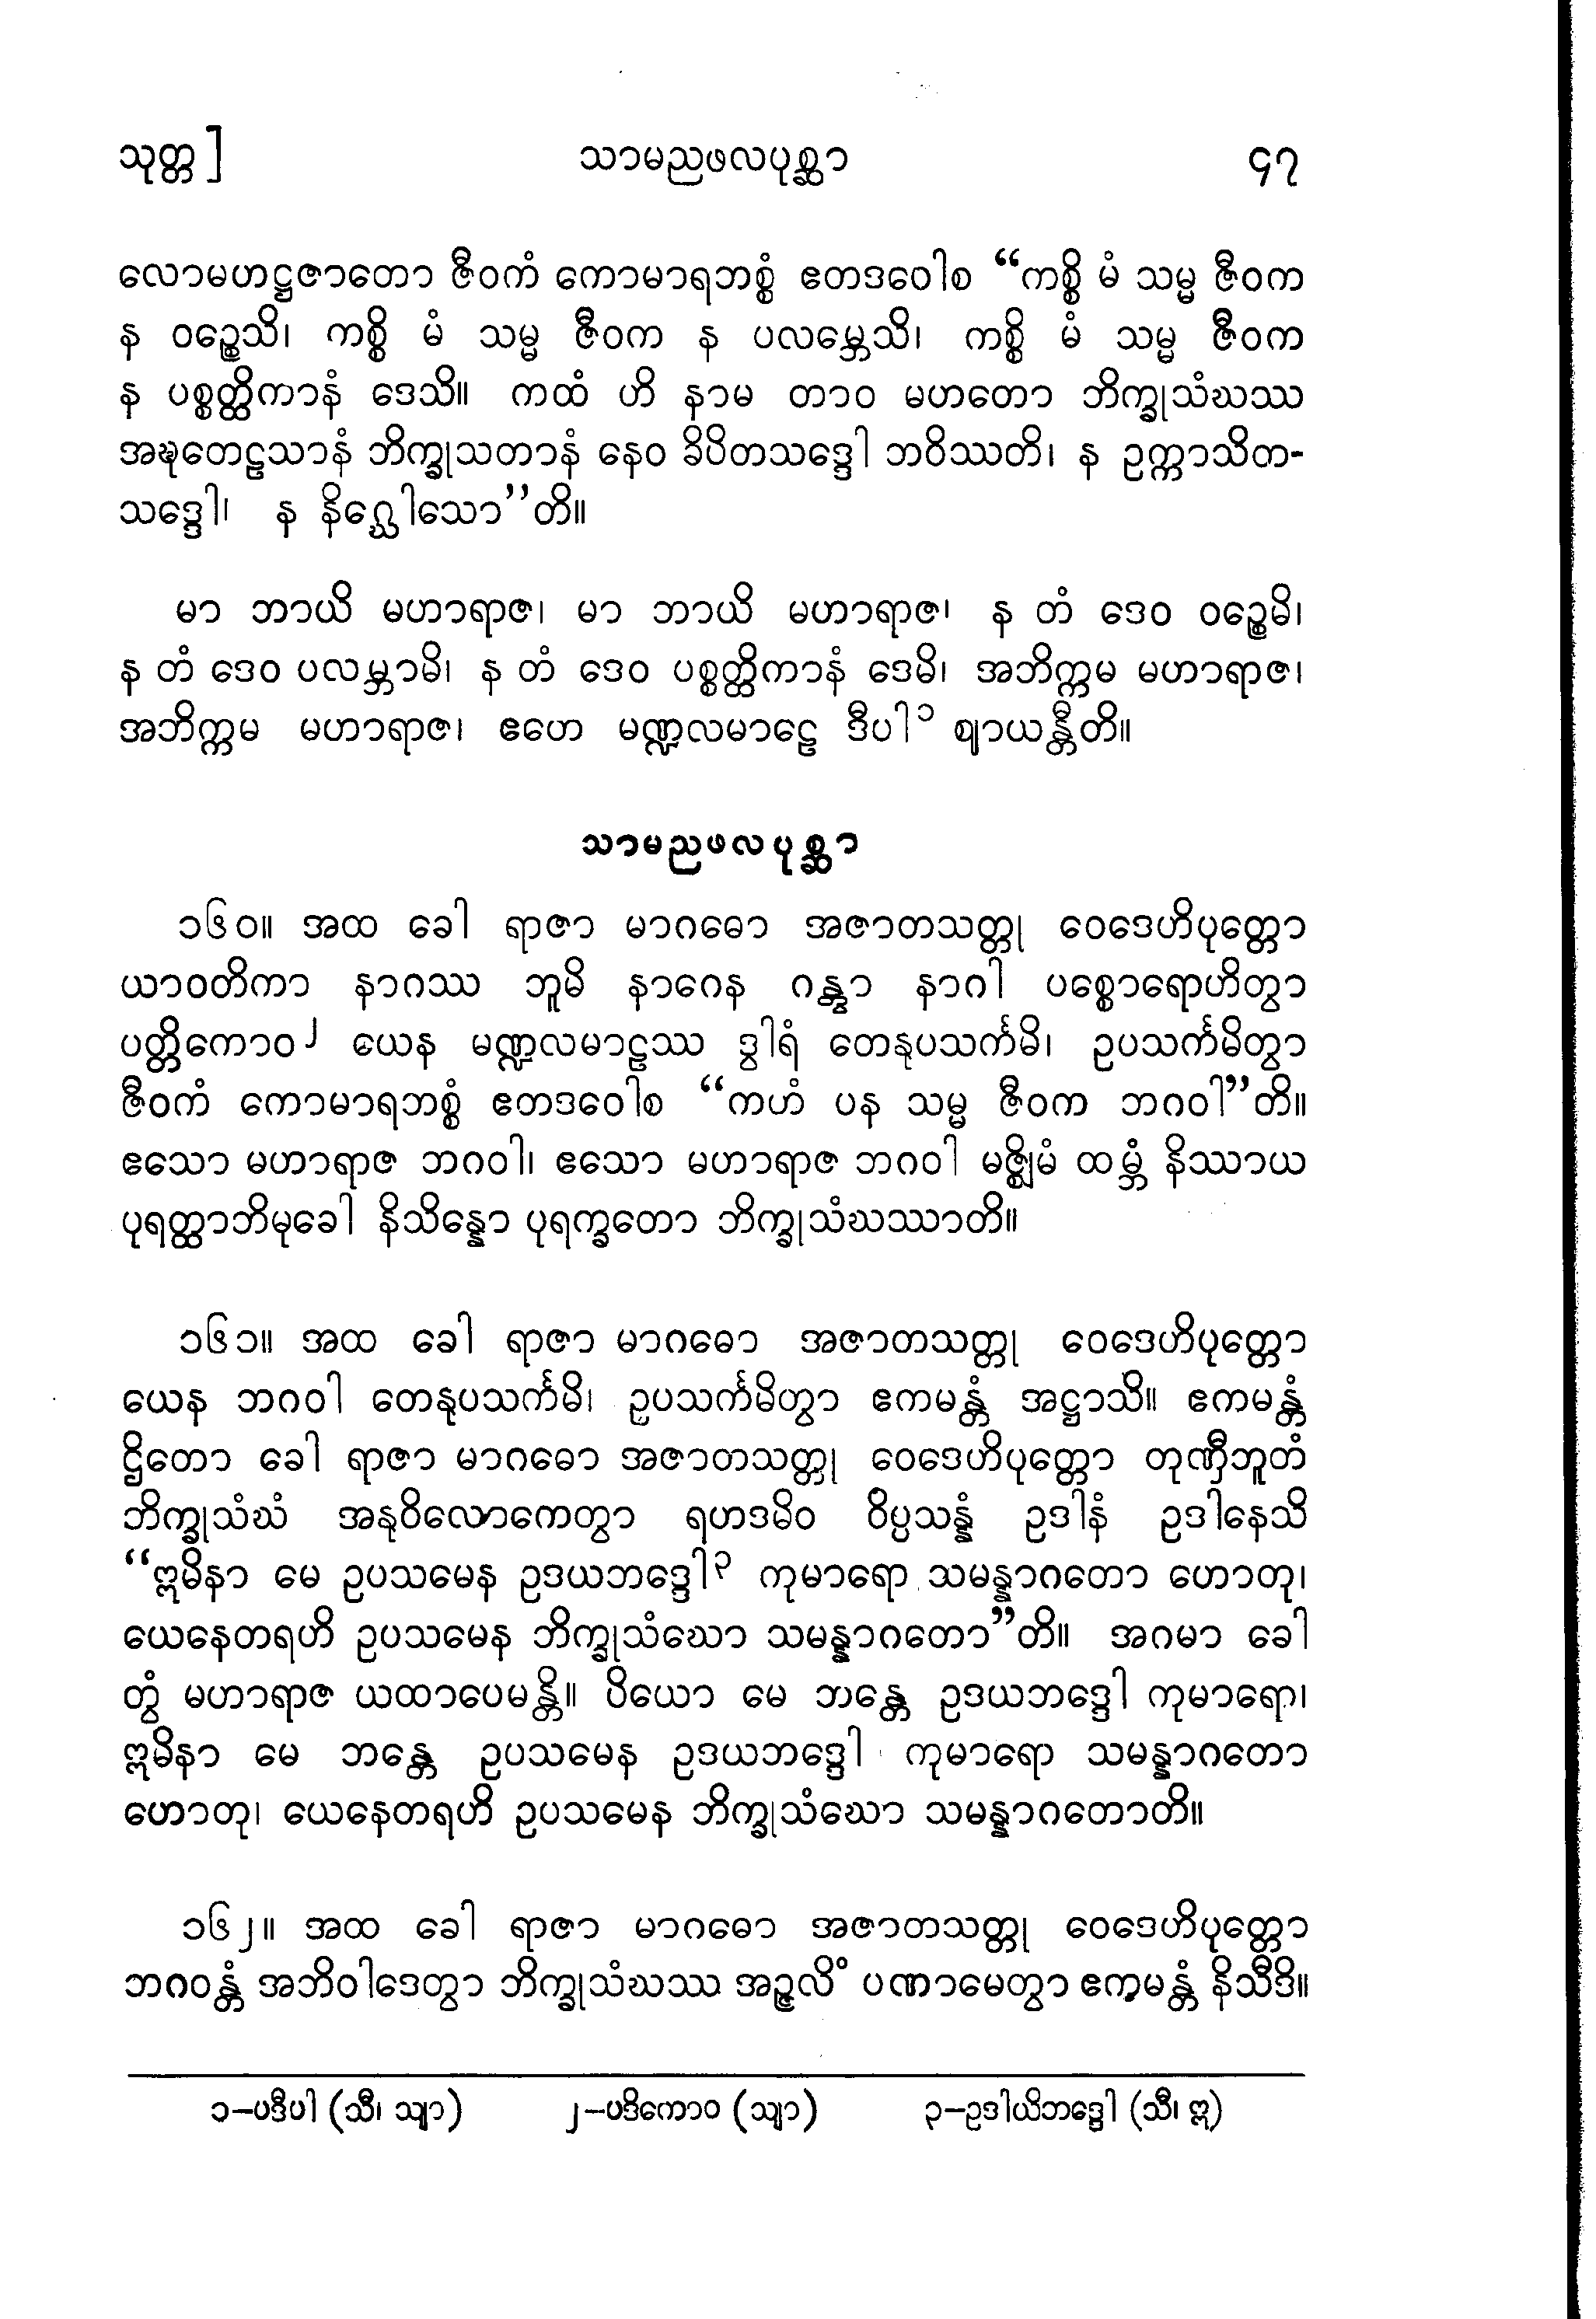 သုတ္တ] သာမညဖလပုစ္ဆာ ၄၇
လောမဟဋ္ဌဇာတော ဇီဝကံ ကောမာရဘစ္စံ ဧတဒဝေါစ “ကစ္စိ မံ သမ္မ ဇီဝက
န ဝဉ္စေသိ၊ ကစ္စိ မံ သမ္မ ဇီဝက န ပလမ္ဘေသိ၊ ကစ္စိ မံ သမ္မ ဇီဝက
န ပစ္စတ္ထိကာနံ ဒေသိ။ ကထံ ဟိ နာမ တာဝ မဟတော ဘိက္ခုသံဃဿ
အဍ္ဎတေဠသာနံ ဘိက္ခုသတာနံ နေဝ ခိပိတသဒ္ဒေါ ဘဝိဿတိ၊ န ဥက္ကာသိတ-
သဒ္ဒေါ၊ န နိဂ္ဃေါသော”တိ။
မာ ဘာယိ မဟာရာဇ၊ မာ ဘာယိ မဟာရာဇ၊ န တံ ဒေဝ ဝဉ္စေမိ၊
န တံ ဒေဝ ပလမ္ဘာမိ၊ န တံ ဒေဝ ပစ္စတ္ထိကာနံ ဒေမိ၊ အဘိက္ကမ မဟာရာဇ၊
အဘိက္ကမ မဟာရာဇ၊ ဧဟေ မဏ္ဍလမာဠေ ဒီပါ၁ ဈာယန္တီတိ။
သာမညဖလပုစ္ဆာ
၁၆၀။ အထ ခေါ ရာဇာ မာဂဓော အဇာတသတ္တု ဝေဒေဟိပုတ္တော
ယာဝတိကာ နာဂဿ ဘူမိ နာဂေန ဂန္တွာ နာဂါ ပစ္စောရောဟိတွာ
ပတ္တိကောဝ၂ ယေန မဏ္ဍလမာဠဿ ဒွါရံ တေနုပသင်္ကမိ၊ ဥပသင်္ကမိတွာ
ဇီဝကံ ကောမာရဘစ္စံ ဧတဒဝေါစ “ကဟံ ပန သမ္မ ဇီဝက ဘဂဝါ”တိ။
ဧသော မဟာရာဇ ဘဂဝါ၊ ဧသော မဟာရာဇ ဘဂဝါ မဇ္ဈိမံ ထမ္ဘံ နိဿာယ
ပုရတ္ထာဘိမုခေါ နိသိန္နော ပုရက္ခတော ဘိက္ခုသံဃဿာတိ။
၁၆၁။ အထ ခေါ ရာဇာ မာဂဓော အဇာတသတ္တု ဝေဒေဟိပုတ္တော
ယေန ဘဂဝါ တေနုပသင်္ကမိ၊ ဥပသင်္ကမိတွာ ဧကမန္တံ အဋ္ဌာသိ။ ဧကမန္တံ
ဌိတော ခေါ ရာဇာ မာဂဓော အဇာတသတ္တု ဝေဒေဟိပုတ္တော တုဏှီဘူတံ
ဘိက္ခုသံဃံ အနုဝိလောကေတွာ ရဟဒမိဝ ဝိပ္ပသန္နံ ဥဒါနံ ဥဒါနေသိ
“ဣမိနာ မေ ဥပသမေန ဥဒယဘဒ္ဒေါ၃ ကုမာရော သမန္နာဂတော ဟောတု၊
ယေနေတရဟိ ဥပသမေန ဘိက္ခုသံဃော သမန္နာဂတော”တိ။ အဂမာ ခေါ
တွံ မဟာရာဇ ယထာပေမန္တိ။ ပိယော မေ ဘန္တေ ဥဒယဘဒ္ဒေါ ကုမာရော၊
ဣမိနာ မေ ဘန္တေ ဥပသမေန ဥဒယဘဒ္ဒေါ ကုမာရော သမန္နာဂတော
ဟောတု၊ ယေနေတရဟိ ဥပသမေန ဘိက္ခုသံဃော သမန္နာဂတောတိ။
၁၆၂။ အထ ခေါ ရာဇာ မာဂဓော အဇာတသတ္တု ဝေဒေဟိပုတ္တော
ဘဂဝန္တံ အဘိဝါဒေတွာ ဘိက္ခုသံဃဿ အဉ္ဇလိံ ပဏာမေတွာ ဧကမန္တံ နိသီဒိ။
၁-ပဒီပါ (သီ၊ သျာ) ၂-ပဒိကောဝ (သျာ) ၃-ဥဒါယိဘဒ္ဒေါ (သီ၊ ဣ)